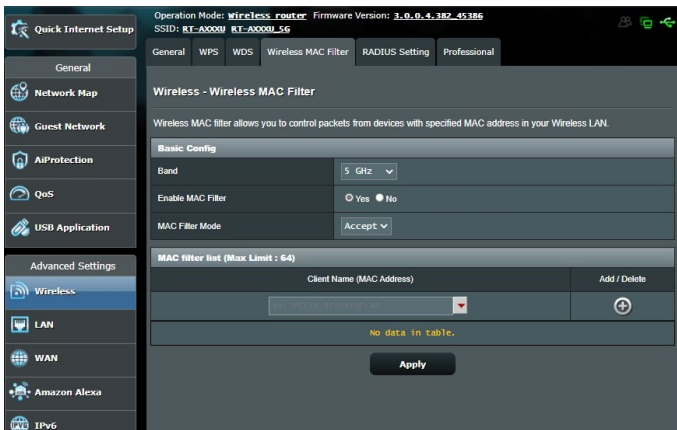 Operation Mode: Wireless router Firmware Version: 3.0.0.4.382_45386
SSID: RT-AXXXU RT-AXXXU_5G
Quick Internet Setup
General WPS WDS Wireless MAC Filter RADIUS Setting Professional
General
Network Map
Guest Network
AiProtection
QoS
USB Application
Advanced Settings
Wireless
LAN
WAN
Amazon Alexa
IPv6
Wireless - Wireless MAC Filter
Wireless MAC filter allows you to control packets from devices with specified MAC address in your Wireless LAN.
Basic Config
Band 5 GHz
Enable MAC Filter Yes No
MAC Filter Mode Accept
MAC filter list (Max Limit : 64)
Client Name (MAC Address) Add / Delete
No data in table.
Apply